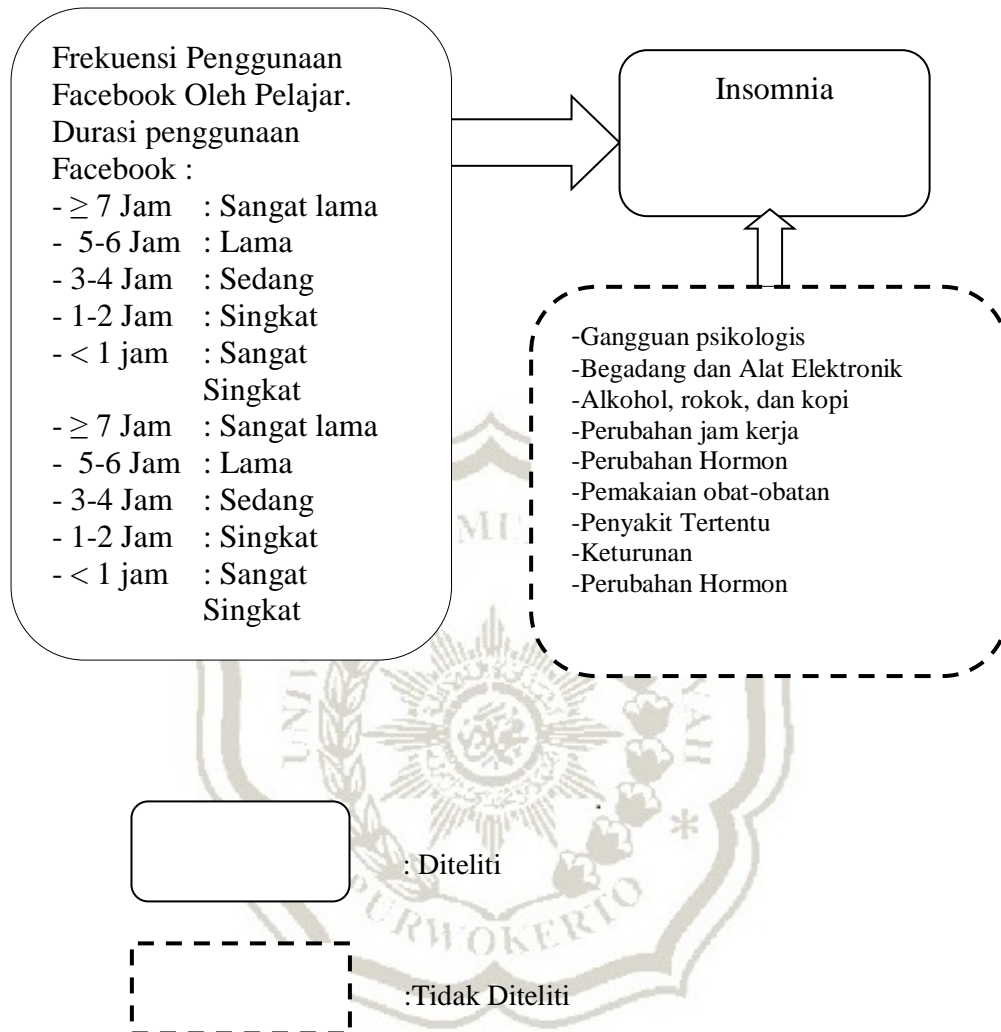 Frekuensi Penggunaan
Facebook Oleh Pelajar.
Durasi penggunaan
Facebook :
- ≥ 7 Jam : Sangat lama
- 5-6 Jam : Lama
- 3-4 Jam : Sedang
- 1-2 Jam : Singkat
- < 1 jam : Sangat
Singkat
- ≥ 7 Jam : Sangat lama
- 5-6 Jam : Lama
- 3-4 Jam : Sedang
- 1-2 Jam : Singkat
- < 1 jam : Sangat
Singkat
Insomnia
-Gangguan psikologis
-Begadang dan Alat Elektronik
-Alkohol, rokok, dan kopi
-Perubahan jam kerja
-Perubahan Hormon
-Pemakaian obat-obatan
-Penyakit Tertentu
-Keturunan
-Perubahan Hormon
: Diteliti
PURWOKERTO
:Tidak Diteliti